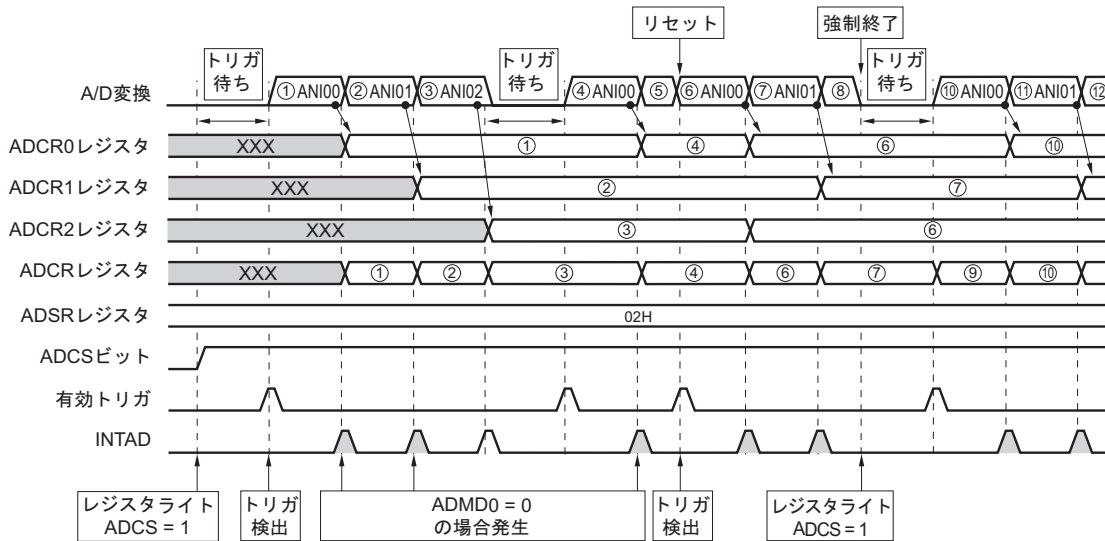 リセット 強制終了
トリガ待ち トリガ待ち トリガ待ち
A/D変換 ①ANI00 ②ANI01 ③ANI02 ④ANI00 ⑤ ⑥ANI00 ⑦ANI01 ⑧ ⑩ANI00 ⑪ANI01 ⑫
ADCR0レジスタ XXX ① ④ ⑥ ⑩
ADCR1レジスタ XXX ② ⑦
ADCR2レジスタ XXX ③ ⑥
ADCRレジスタ XXX ① ② ③ ④ ⑥ ⑦ ⑨ ⑩
ADSRレジスタ 02H
ADCSビット
有効トリガ
INTAD
レジスタライト トリガ ADMD0 = 0 トリガ レジスタライト
ADCS = 1 検出 の場合発生 検出 ADCS = 1